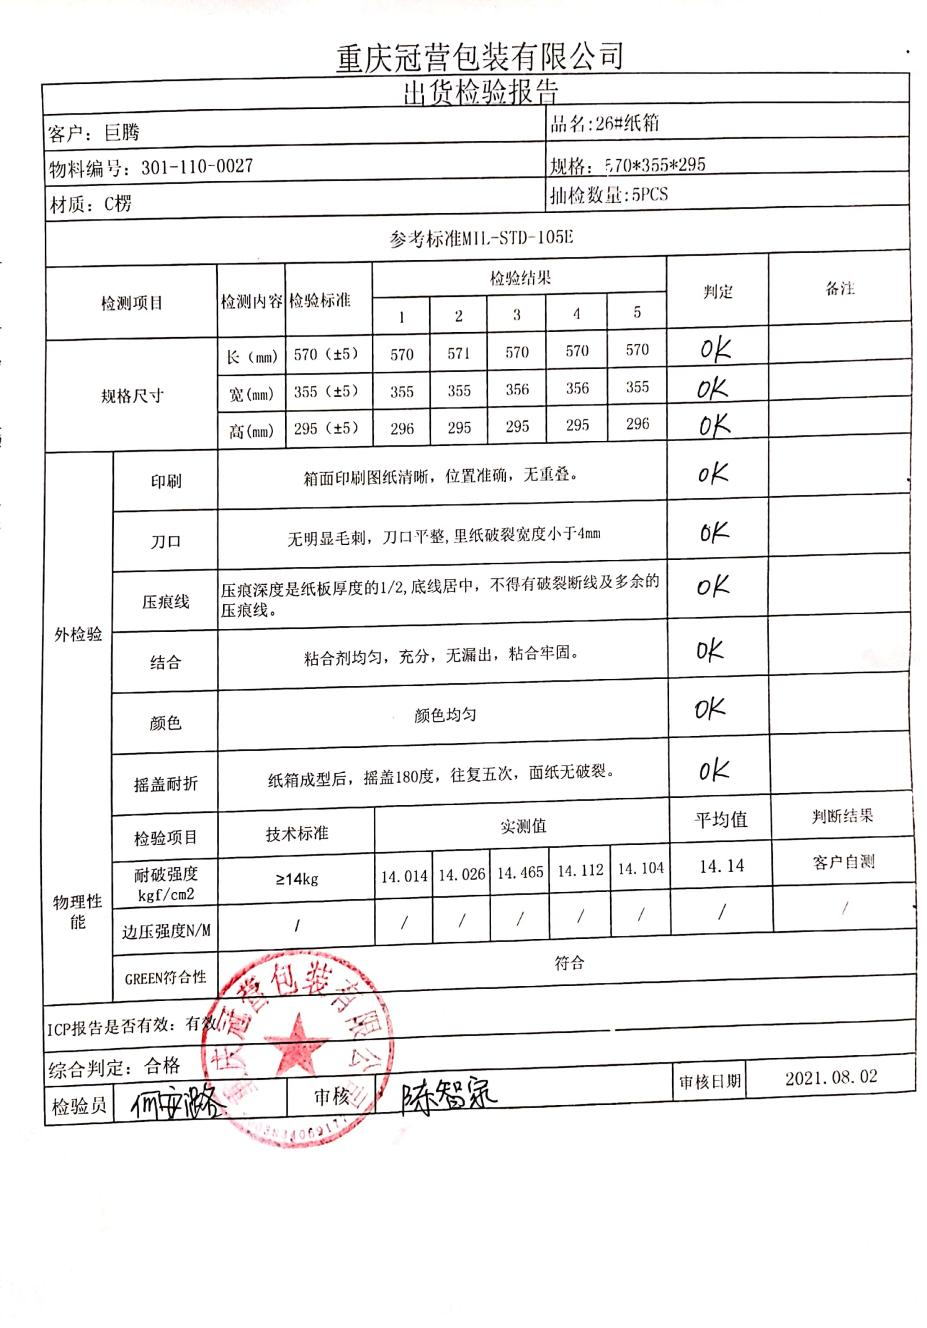 重庆冠营包装有限公司
出货检验报告
客户：巨腾
品名:26#纸箱
物料编号：301-110-0027
规格：570*355*295
材质：C楞
抽检数量:5PCS
参考标准MIL-STD-105E
检测项目 检测内容 检验标准 检验结果 判定 备注
1 2 3 4 5
规格尺寸
长（mm） 570（±5） 570 571 570 570 570 OK
宽(mm) 355（±5） 355 355 356 356 355 OK
高(mm) 295（±5） 296 295 295 295 296 OK
外检验
印刷 箱面印刷图纸清晰，位置准确，无重叠。 OK
刀口 无明显毛刺，刀口平整,里纸破裂宽度小于4mm OK
压痕线 压痕深度是纸板厚度的1/2,底线居中，不得有破裂断线及多余的
压痕线。 OK
结合 粘合剂均匀，充分，无漏出，粘合牢固。 OK
颜色 颜色均匀 OK
摇盖耐折 纸箱成型后，摇盖180度，往复五次，面纸无破裂。 OK
物理性
能
检验项目 技术标准 实测值 平均值 判断结果
耐破强度
kgf/cm2 ≥14kg 14.014 14.026 14.465 14.112 14.104 14.14 客户自测
边压强度N/M / / / / / / / /
GREEN符合性 符合
ICP报告是否有效：有效
综合判定：合格
检验员 审核 陈智家 审核日期 2021.08.02
重庆冠营包装有限公司